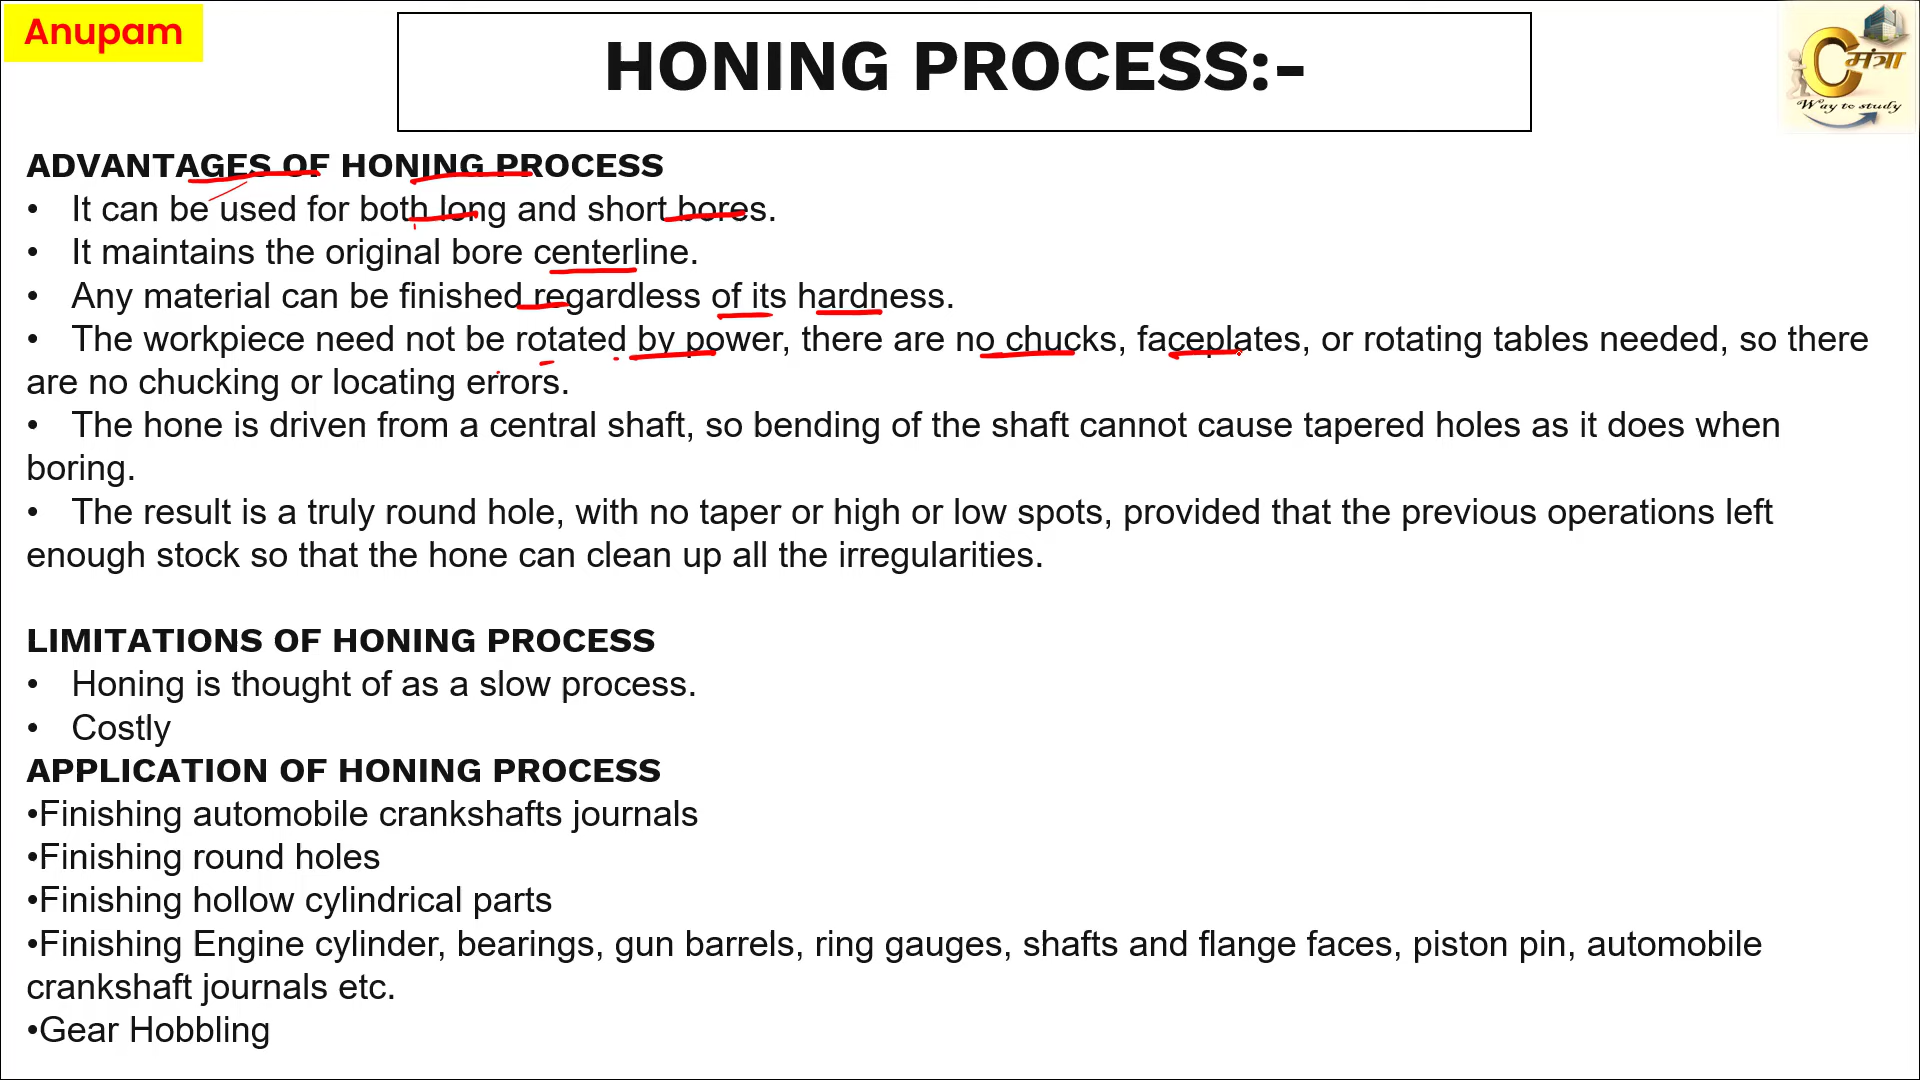 Anupam
HONING PROCESS:-
C मंत्रा
Way to study
ADVANTAGES OF HONING PROCESS
• It can be used for both long and short bores.
• It maintains the original bore centerline.
• Any material can be finished regardless of its hardness.
• The workpiece need not be rotated by power, there are no chucks, faceplates, or rotating tables needed, so there
are no chucking or locating errors.
• The hone is driven from a central shaft, so bending of the shaft cannot cause tapered holes as it does when
boring.
• The result is a truly round hole, with no taper or high or low spots, provided that the previous operations left
enough stock so that the hone can clean up all the irregularities.
LIMITATIONS OF HONING PROCESS
• Honing is thought of as a slow process.
• Costly
APPLICATION OF HONING PROCESS
•Finishing automobile crankshafts journals
•Finishing round holes
•Finishing hollow cylindrical parts
•Finishing Engine cylinder, bearings, gun barrels, ring gauges, shafts and flange faces, piston pin, automobile
crankshaft journals etc.
•Gear Hobbling